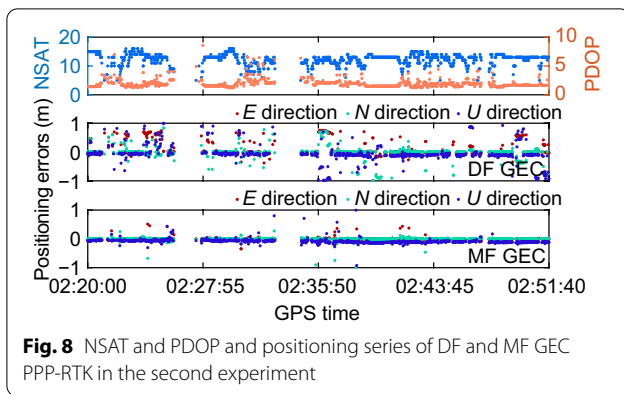 20
10
0
NSAT
10
5
0
PDOP
• E direction • N direction • U direction
1
0
−1
DF GEC
Positioning errors (m)
• E direction • N direction • U direction
1
0
−1
MF GEC
02:20:00 02:27:55 02:35:50 02:43:45 02:51:40
GPS time
Fig. 8 NSAT and PDOP and positioning series of DF and MF GEC
PPP-RTK in the second experiment